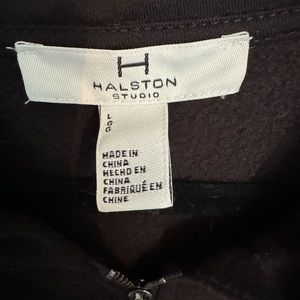 H
HALSTON
STUDIO
L
G
G
MADE IN
CHINA
HECHO EN
CHINA
FABRIQUÉ EN
CHINE